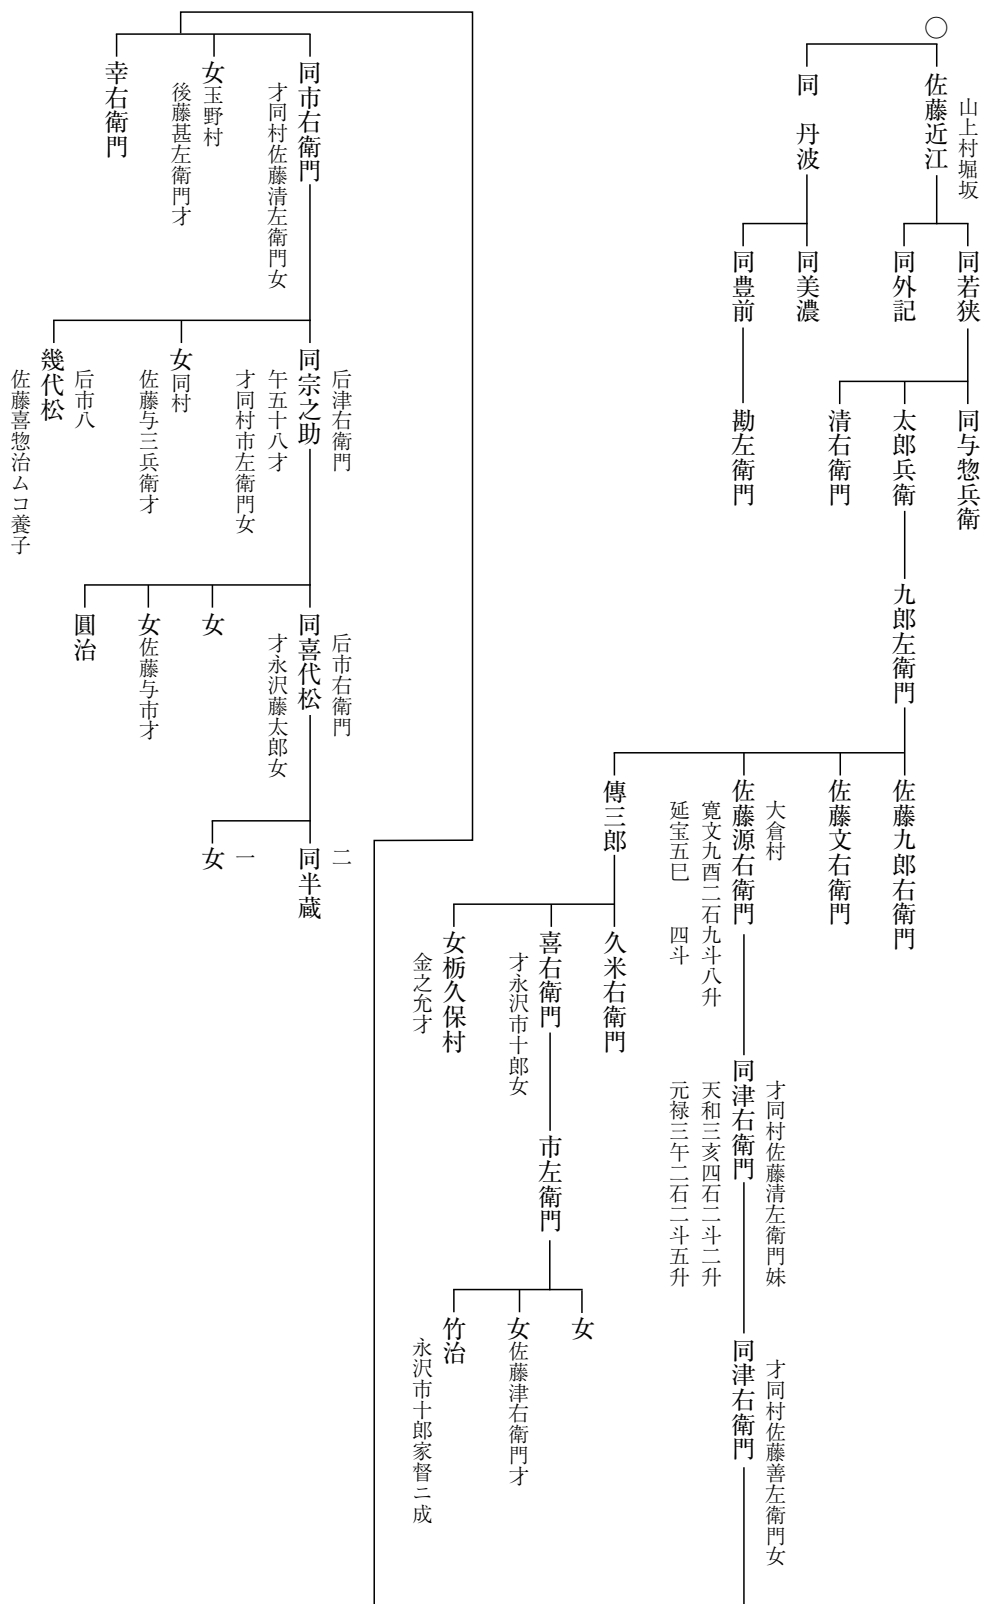 ○
山上村堀坂
佐藤近江
同　丹波
同若狭
同外記
同美濃
同豊前
同与惣兵衛
太郎兵衛
清右衛門
勘左衛門
九郎左衛門
佐藤九郎右衛門
佐藤文右衛門
大倉村
佐藤源右衛門
寛文九酉二石九斗八升
延宝五巳　　四斗
傳三郎
才同村佐藤清左衛門妹
同津右衛門
天和三亥四石二斗二升
元禄三午二石二斗五升
才同村佐藤善左衛門女
同津右衛門
久米右衛門
喜右衛門
才永沢市十郎女
女栃久保村
金之允才
市左衛門
女
女佐藤津右衛門才
竹治
永沢市十郎家督ニ成
同市右衛門
才同村佐藤清左衛門女
女玉野村
後藤甚左衛門才
幸右衛門
后津右衛門
同宗之助
午五十八才
才同村市左衛門女
女同村
佐藤与三兵衛才
后市八
幾代松
佐藤喜惣治ムコ養子
后市右衛門
同喜代松
才永沢藤太郎女
女
女佐藤与市才
圓治
二
同半蔵
一
女